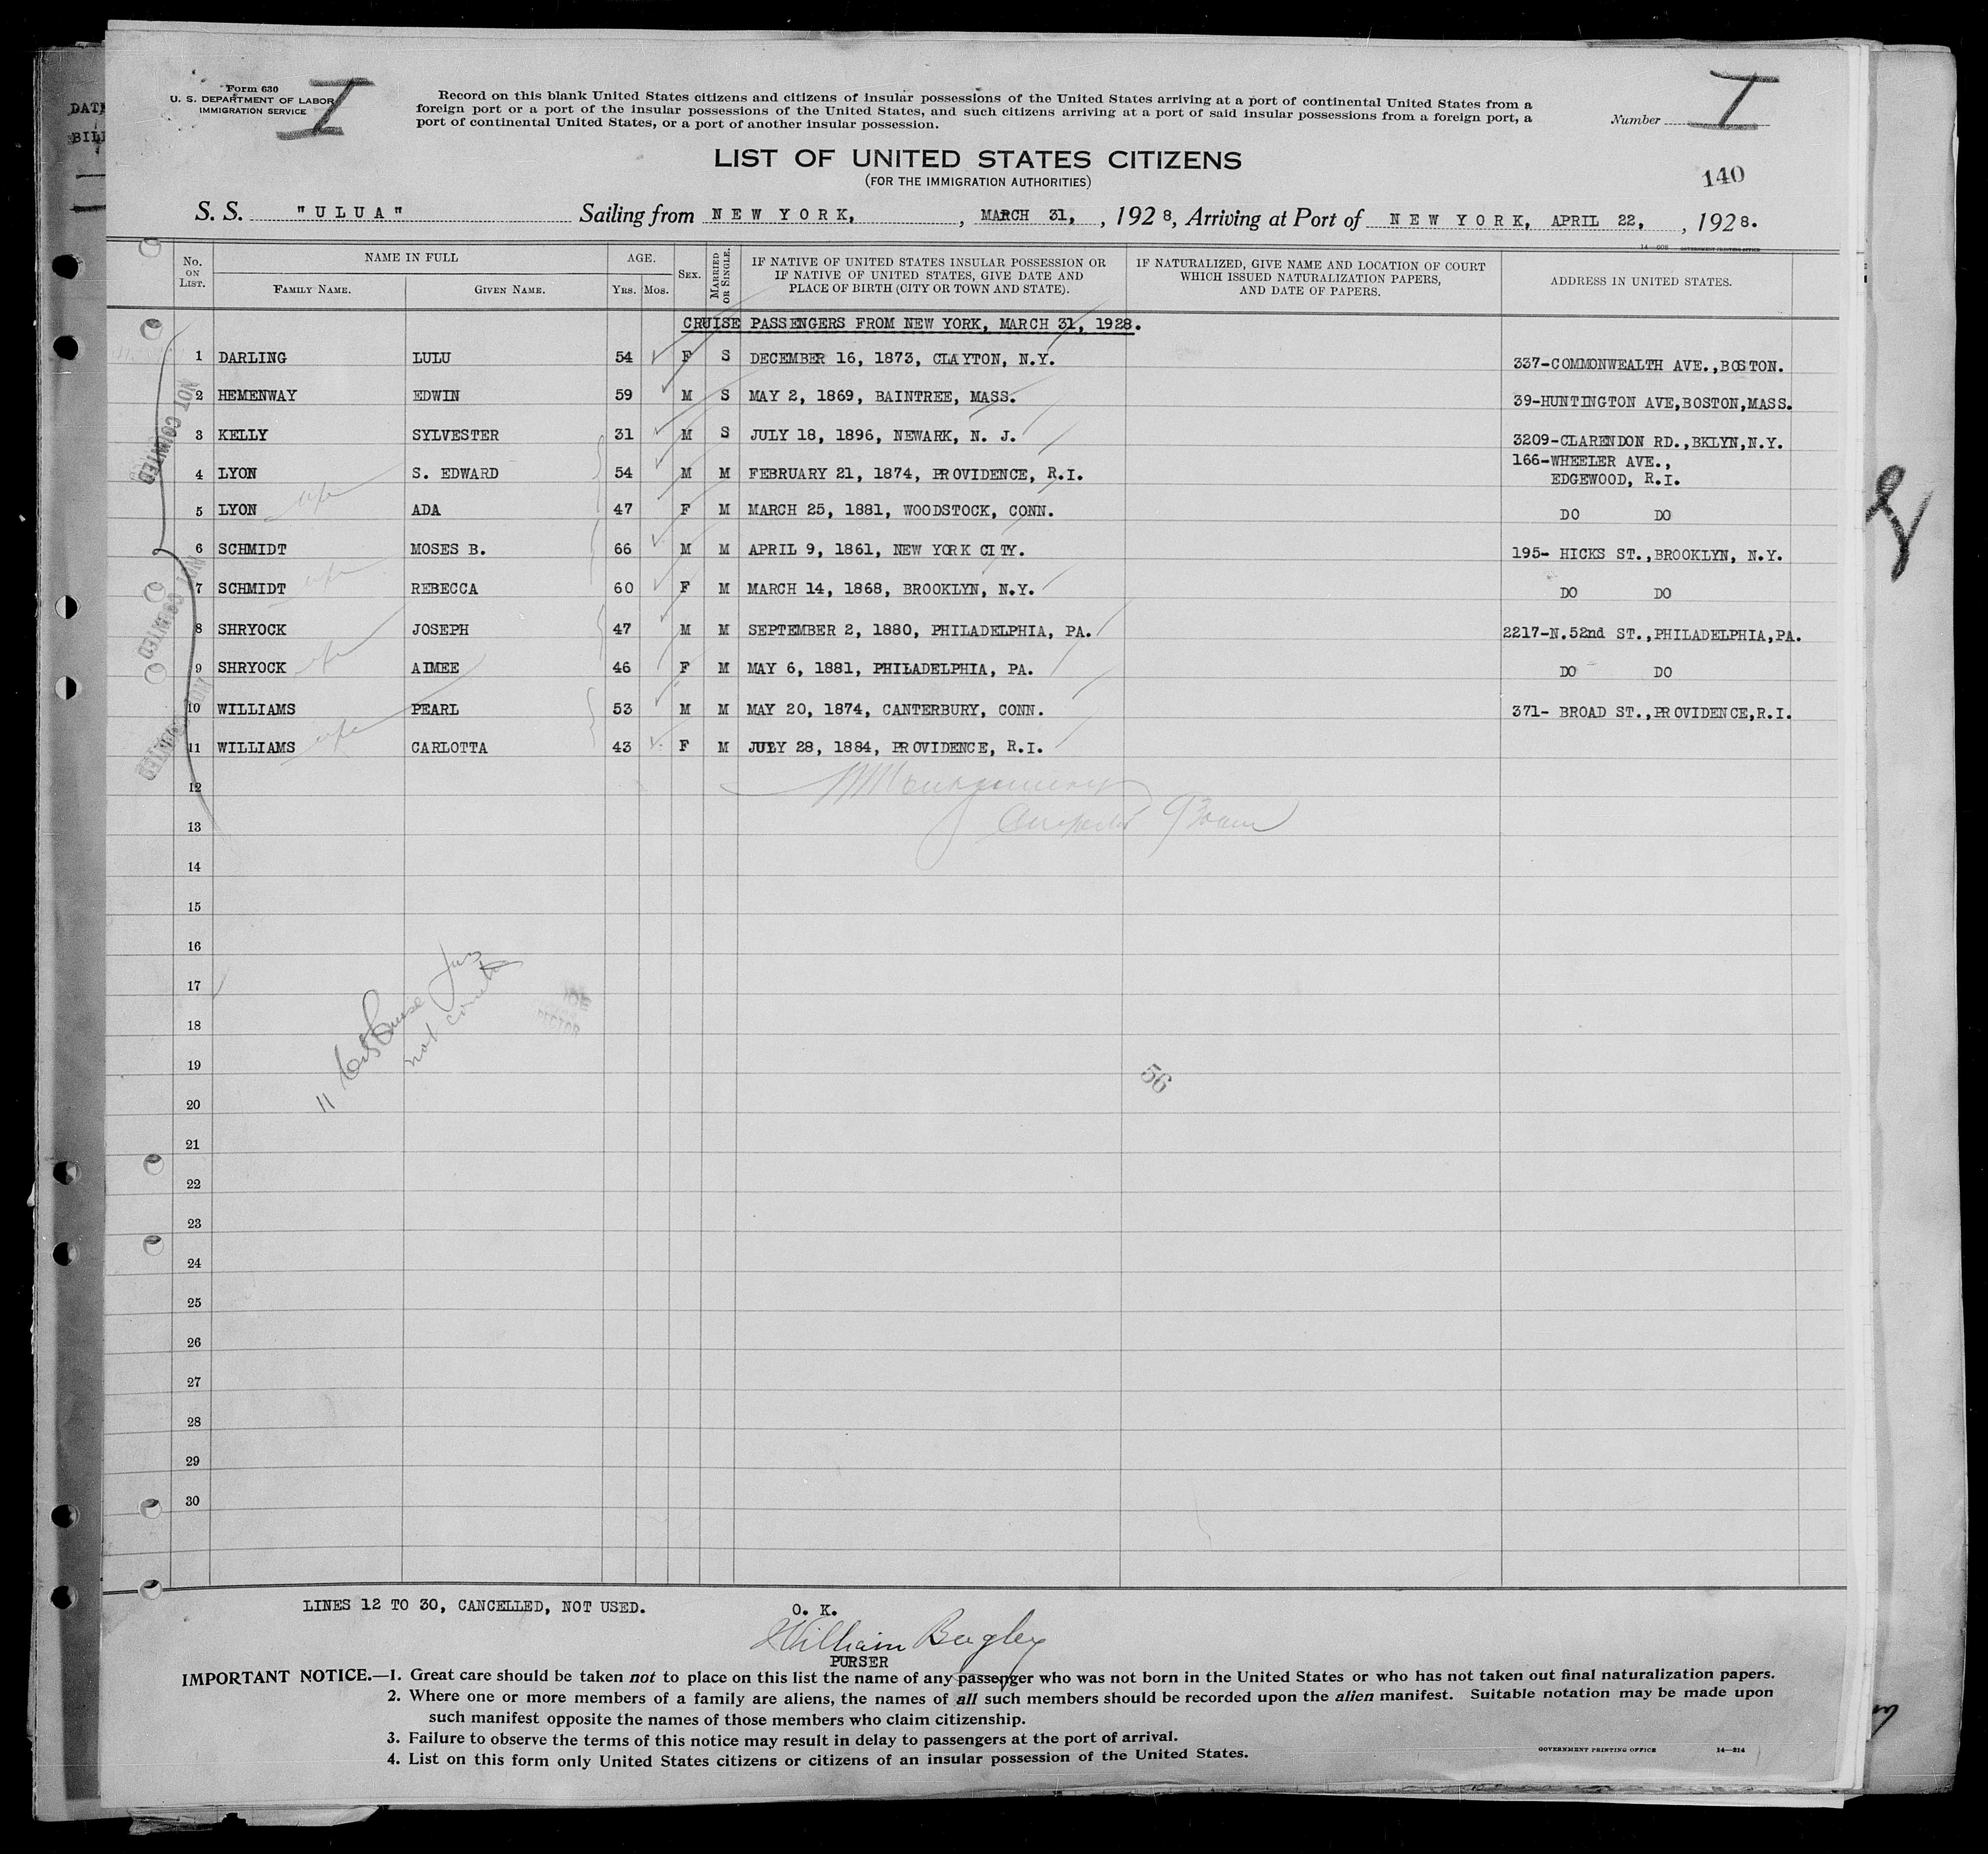 DATE
BILL
Form 630
U. S. DEPARTMENT OF LABOR
IMMIGRATION SERVICE
I
Record on this blank United States citizens and citizens of insular possessions of the United States arriving at a port of continental United States from a
foreign port or a port of the insular possessions of the United States, and such citizens arriving at a port of said insular possessions from a foreign port, a
port of continental United States, or a port of another insular possession.
Number I
LIST OF UNITED STATES CITIZENS
(FOR THE IMMIGRATION AUTHORITIES)
140
S. S. "ULUA" Sailing from NEW YORK, , MARCH 31, , 1928, Arriving at Port of NEW YORK, APRIL 22, , 1928.
No. ON LIST. NAME IN FULL FAMILY NAME. GIVEN NAME. AGE. YRS. MOS. SEX. MARRIED OR SINGLE. IF NATIVE OF UNITED STATES INSULAR POSSESSION OR IF NATIVE OF UNITED STATES, GIVE DATE AND PLACE OF BIRTH (CITY OR TOWN AND STATE). IF NATURALIZED, GIVE NAME AND LOCATION OF COURT WHICH ISSUED NATURALIZATION PAPERS, AND DATE OF PAPERS. ADDRESS IN UNITED STATES.
CRUISE PASSENGERS FROM NEW YORK, MARCH 31, 1928.
1 DARLING LULU 54 F S DECEMBER 16, 1873, CLAYTON, N.Y. 337-COMMONWEALTH AVE.,BOSTON.
2 HEMENWAY EDWIN 59 M S MAY 2, 1869, BAINTREE, MASS. 39-HUNTINGTON AVE,BOSTON,MASS.
3 KELLY SYLVESTER 31 M S JULY 18, 1896, NEWARK, N. J. 3209-CLARENDON RD.,BKLYN,N.Y.
4 LYON S. EDWARD 54 M M FEBRUARY 21, 1874, PROVIDENCE, R.I. 166-WHEELER AVE., EDGEWOOD, R.I.
5 LYON ADA 47 F M MARCH 25, 1881, WOODSTOCK, CONN. DO DO
6 SCHMIDT MOSES B. 66 M M APRIL 9, 1861, NEW YORK CITY. 195- HICKS ST.,BROOKLYN, N.Y.
7 SCHMIDT REBECCA 60 F M MARCH 14, 1868, BROOKLYN, N.Y. DO DO
8 SHRYOCK JOSEPH 47 M M SEPTEMBER 2, 1880, PHILADELPHIA, PA. 2217-N.52nd ST.,PHILADELPHIA,PA.
9 SHRYOCK AIMEE 46 F M MAY 6, 1881, PHILADELPHIA, PA. DO DO
10 WILLIAMS PEARL 53 M M MAY 20, 1874, CANTERBURY, CONN. 371- BROAD ST.,PROVIDENCE,R.I.
11 WILLIAMS CARLOTTA 43 F M JULY 28, 1884, PROVIDENCE, R.I.
NOT COUNTED
NOT COUNTED
NOT COUNTED
12
13
14
15
16
17
18
19
20
21
22
23
24
25
26
27
28
29
30
11
not
56
LINES 12 TO 30, CANCELLED, NOT USED.
O. K.
William Bagley
PURSER
IMPORTANT NOTICE.—1. Great care should be taken not to place on this list the name of any passenger who was not born in the United States or who has not taken out final naturalization papers.
2. Where one or more members of a family are aliens, the names of all such members should be recorded upon the alien manifest. Suitable notation may be made upon
such manifest opposite the names of those members who claim citizenship.
3. Failure to observe the terms of this notice may result in delay to passengers at the port of arrival.
4. List on this form only United States citizens or citizens of an insular possession of the United States.
GOVERNMENT PRINTING OFFICE 14—214